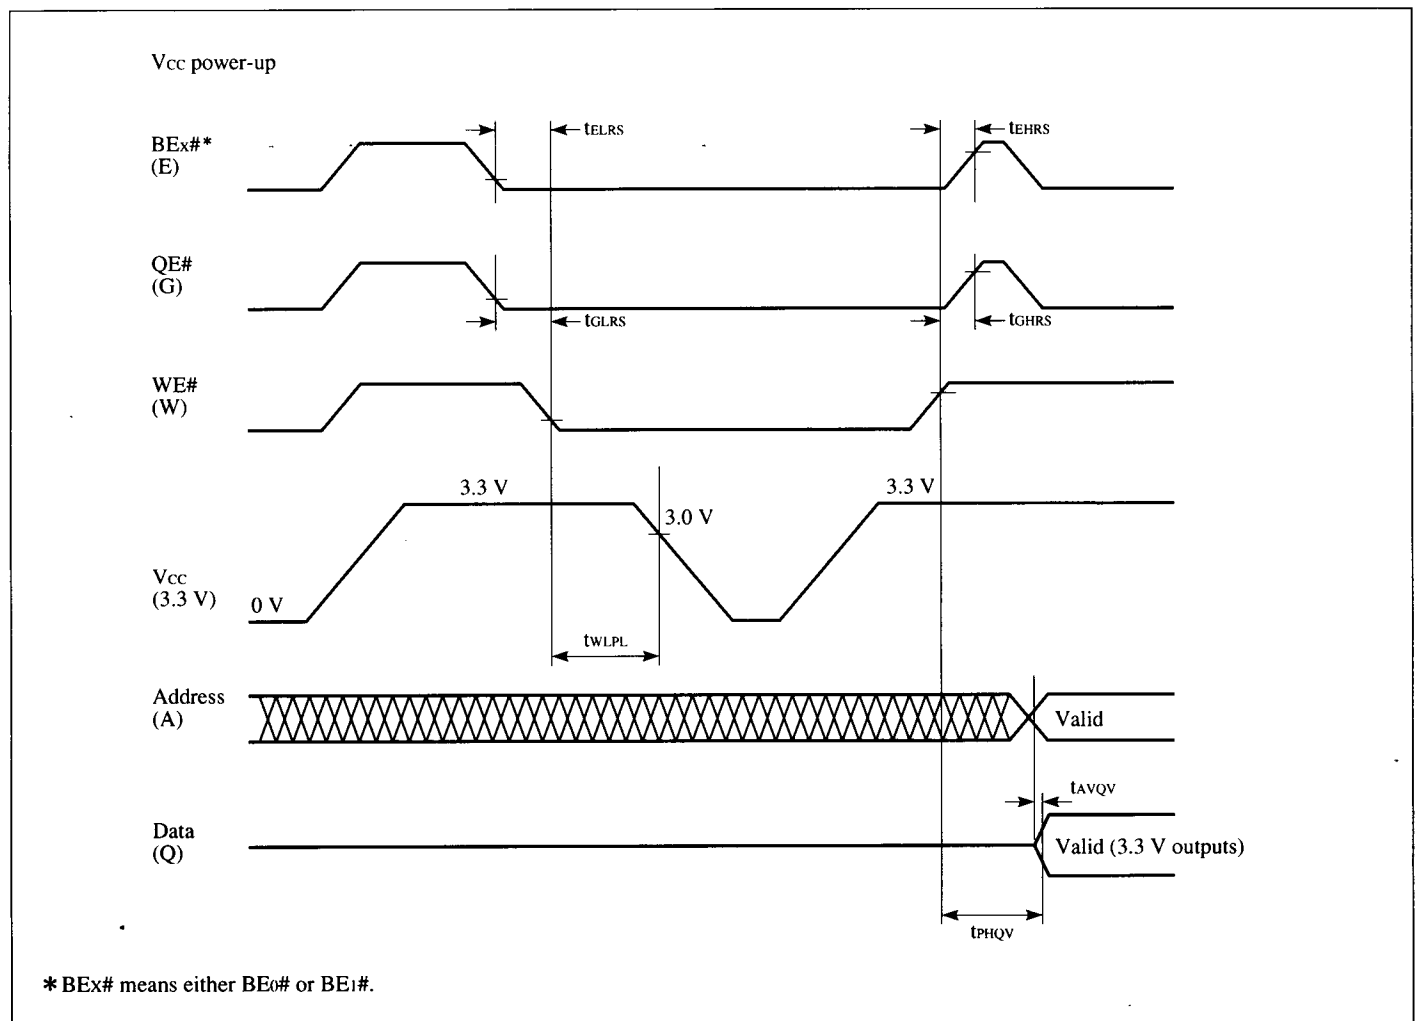 Vcc power-up
tELRS
tEHRS
BEx#*
(E)
QE#
(G)
tGLRS
tGHRS
WE#
(W)
3.3 V
3.3 V
3.0 V
Vcc
(3.3 V)
0 V
tWLPL
Address
(A)
Valid
tAVQV
Data
(Q)
Valid (3.3 V outputs)
tPHQV
* BEx# means either BE0# or BE1#.